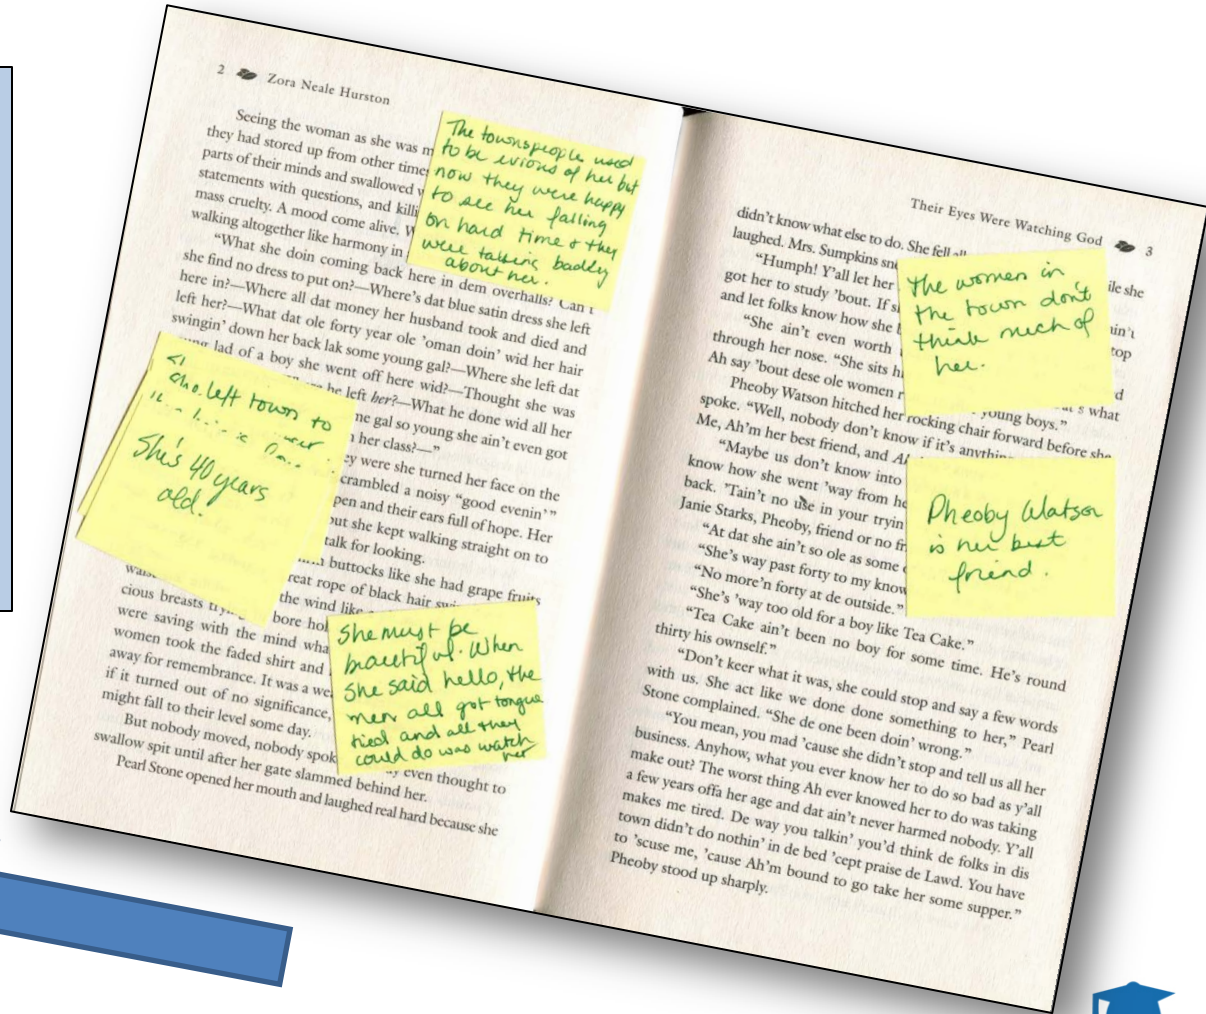 2 Zora Neale Hurston
Seeing the woman as she was m
they had stored up from other times
parts of their minds and swallowed
statements with questions, and killi
mass cruelty. A mood come alive. W
walking altogether like harmony in
“What she doin coming back here in dem overhalls? Can’t
she find no dress to put on?—Where’s dat blue satin dress she left
here in?—Where all dat money her husband took and died and
left her?—What dat ole forty year ole ’oman doin’ wid her hair
swingin’ down her back lak some young gal?—Where she left dat
lad of a boy she went off here wid?—Thought she was
he left her?—What he done wid all her
gal so young she ain’t even got
her class?—”
ey were she turned her face on the
crambled a noisy “good evenin’”
pen and their ears full of hope. Her
but she kept walking straight on to
talk for looking.
buttocks like she had grape fruits
reat rope of black hair
the wind like
cious breasts bore hol
were saving with the mind wha
women took the faded shirt and
away for remembrance. It was a we
if it turned out of no significance,
might fall to their level some day.
But nobody moved, nobody spok even thought to
swallow spit until after her gate slammed behind her.
Pearl Stone opened her mouth and laughed real hard because she
The townspeople used
to be evious of her but
now they were happy
to see her falling
on hard time & they
were talking badly
about her.
she left town to
She's 40 years
old.
She must be
beautiful. When
she said hello, the
men all got tongue
tied and all they
could do was watch
her
Their Eyes Were Watching God 3
didn’t know what else to do. She fell all ile she
laughed. Mrs. Sumpkins sn
“Humph! Y’all let her in’t
got her to study ’bout. If s top
and let folks know how she
“She ain’t even worth
through her nose. “She sits h
Ah say ’bout dese ole women r young boys.”
Pheoby Watson hitched her rocking chair forward before she
spoke. “Well, nobody don’t know if it’s anything
Me, Ah’m her best friend, and Ah
“Maybe us don’t know into
know how she went ’way from he
back. ’Tain’t no use in your tryin
Janie Starks, Pheoby, friend or no fr
“At dat she ain’t so ole as some
“She’s way past forty to my know
“No more’n forty at de outside.”
“She’s ’way too old for a boy like Tea Cake.”
“Tea Cake ain’t been no boy for some time. He’s round
thirty his ownself.”
“Don’t keer what it was, she could stop and say a few words
with us. She act like we done done something to her,” Pearl
Stone complained. “She de one been doin’ wrong.”
“You mean, you mad ’cause she didn’t stop and tell us all her
business. Anyhow, what you ever know her to do so bad as y’all
make out? The worst thing Ah ever knowed her to do was taking
a few years offa her age and dat ain’t never harmed nobody. Y’all
makes me tired. De way you talkin’ you’d think de folks in dis
town didn’t do nothin’ in de bed ’cept praise de Lawd. You have
to ’scuse me, ’cause Ah’m bound to go take her some supper.”
Pheoby stood up sharply.
the women in
the town don't
think much of
her.
Pheoby Watson
is her best
friend.